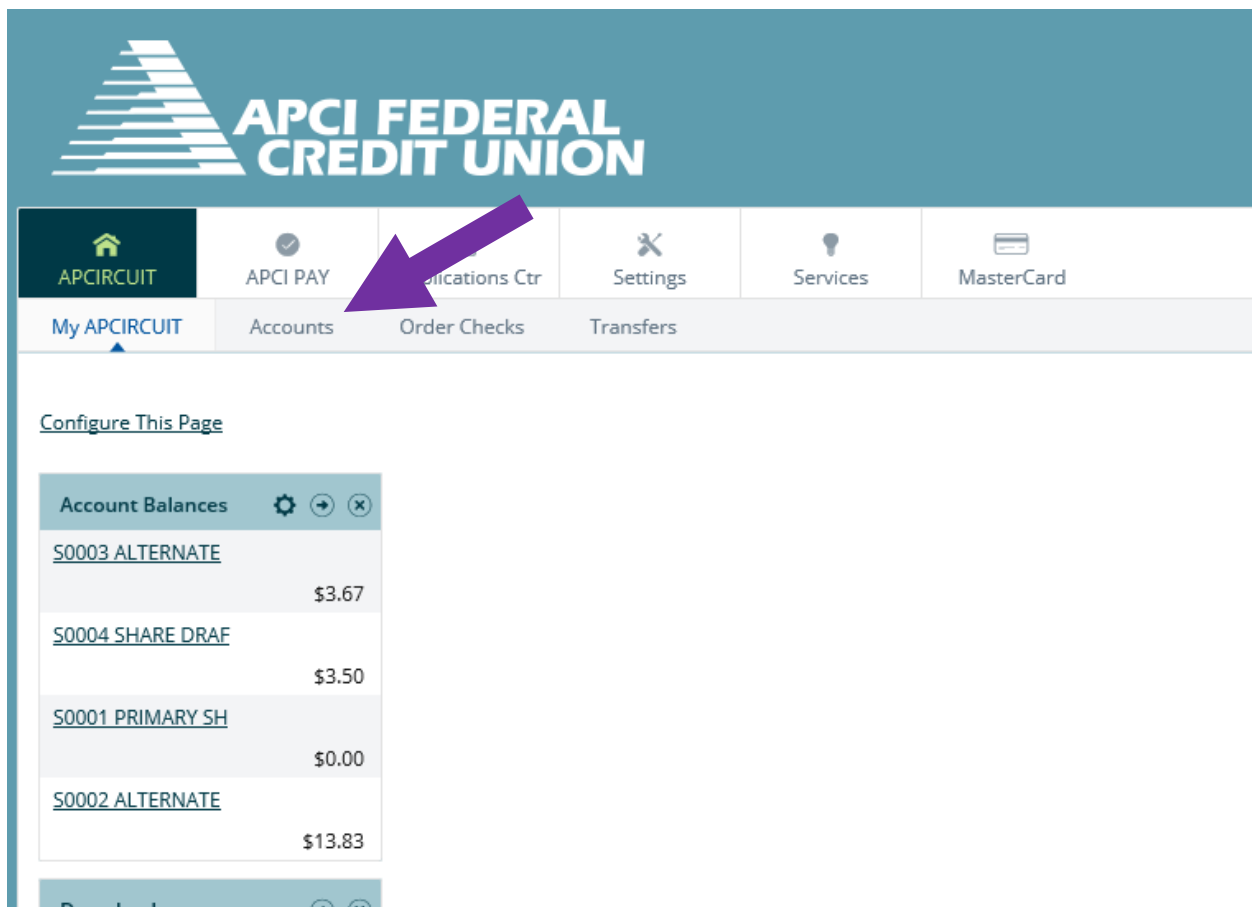 APCI FEDERAL
CREDIT UNION
APCIRCUIT
APCI PAY
Ctr
Settings
Services
MasterCard
My APCIRCUIT
Accounts
Order Checks
Transfers
Configure This Page
Account Balances
S0003 ALTERNATE
$3.67
S0004 SHARE DRAF
$3.50
S0001 PRIMARY SH
$0.00
S0002 ALTERNATE
$13.83